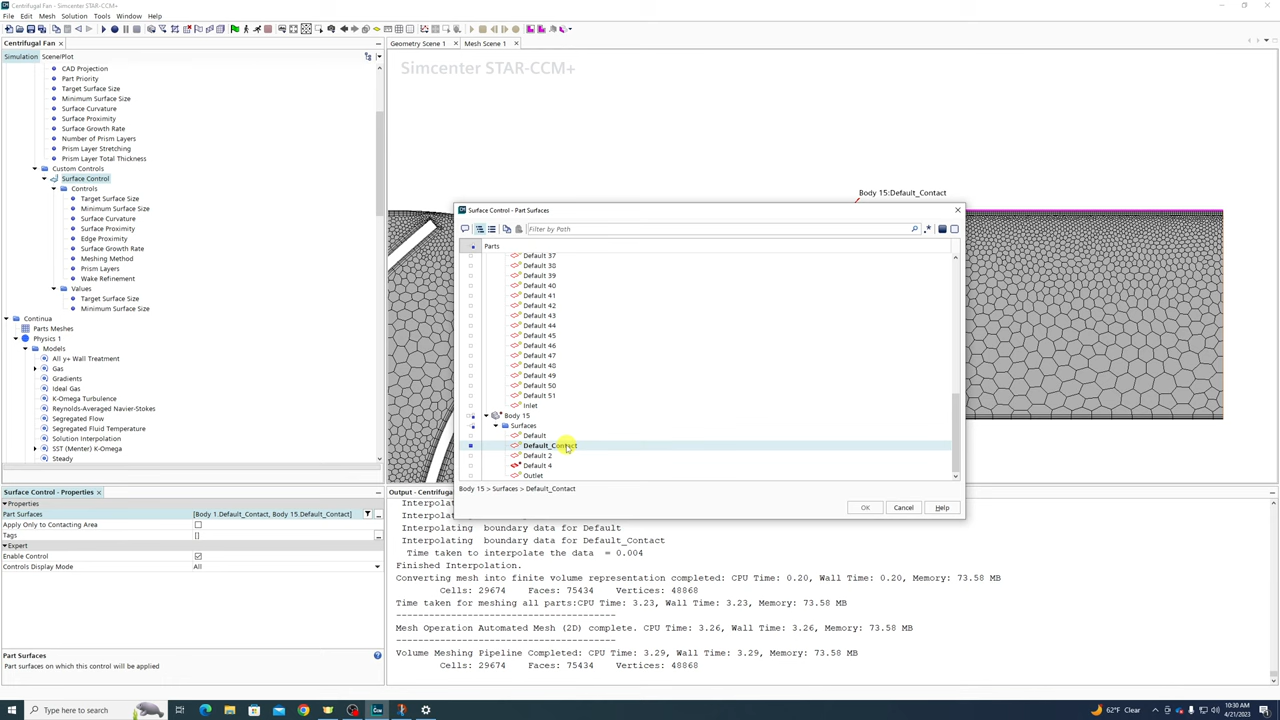 Centrifugal Fan - Simcenter STAR-CCM+
File Edit Mesh Solution Tools Window Help
Centrifugal Fan
Simulation Scene/Plot
CAD Projection
Part Priority
Target Surface Size
Minimum Surface Size
Surface Curvature
Surface Proximity
Surface Growth Rate
Number of Prism Layers
Prism Layer Stretching
Prism Layer Total Thickness
Custom Controls
Surface Control
Controls
Target Surface Size
Minimum Surface Size
Surface Curvature
Surface Proximity
Edge Proximity
Surface Growth Rate
Meshing Method
Prism Layers
Wake Refinement
Values
Target Surface Size
Minimum Surface Size
Continua
Parts Meshes
Physics 1
Models
All y+ Wall Treatment
Gas
Gradients
Ideal Gas
K-Omega Turbulence
Reynolds-Averaged Navier-Stokes
Segregated Flow
Segregated Fluid Temperature
Solution Interpolation
SST (Menter) K-Omega
Steady
Surface Control - Properties
Properties
Part Surfaces [Body 1.Default_Contact, Body 15.Default_Contact]
Apply Only to Contacting Area
Tags []
Expert
Enable Control
Controls Display Mode All
Part Surfaces
Part surfaces on which this control will be applied
Geometry Scene 1 Mesh Scene 1
Simcenter STAR-CCM+
Body 15:Default_Contact
Surface Control - Part Surfaces
Filter by Path
Parts
Default 37
Default 38
Default 39
Default 40
Default 41
Default 42
Default 43
Default 44
Default 45
Default 46
Default 47
Default 48
Default 49
Default 50
Default 51
Inlet
Body 15
Surfaces
Default
Default_Contact
Default 2
Default 4
Outlet
Body 15 > Surfaces > Default_Contact
OK Cancel Help
Output - Centrifuga
Interpolati
Interpolat
Interpolat
Interpolating boundary data for Default
Interpolating boundary data for Default_Contact
Time taken to interpolate the data = 0.004
Finished Interpolation.
Converting mesh into finite volume representation completed: CPU Time: 0.20, Wall Time: 0.20, Memory: 73.58 MB
Cells: 29674 Faces: 75434 Vertices: 48868
Time taken for meshing all parts:CPU Time: 3.23, Wall Time: 3.23, Memory: 73.58 MB
----------------------------------------
Mesh Operation Automated Mesh (2D) complete. CPU Time: 3.26, Wall Time: 3.26, Memory: 73.58 MB
----------------------------------------
Volume Meshing Pipeline Completed: CPU Time: 3.29, Wall Time: 3.29, Memory: 73.58 MB
Cells: 29674 Faces: 75434 Vertices: 48868
Type here to search
62°F Clear
10:30 AM
4/21/2023